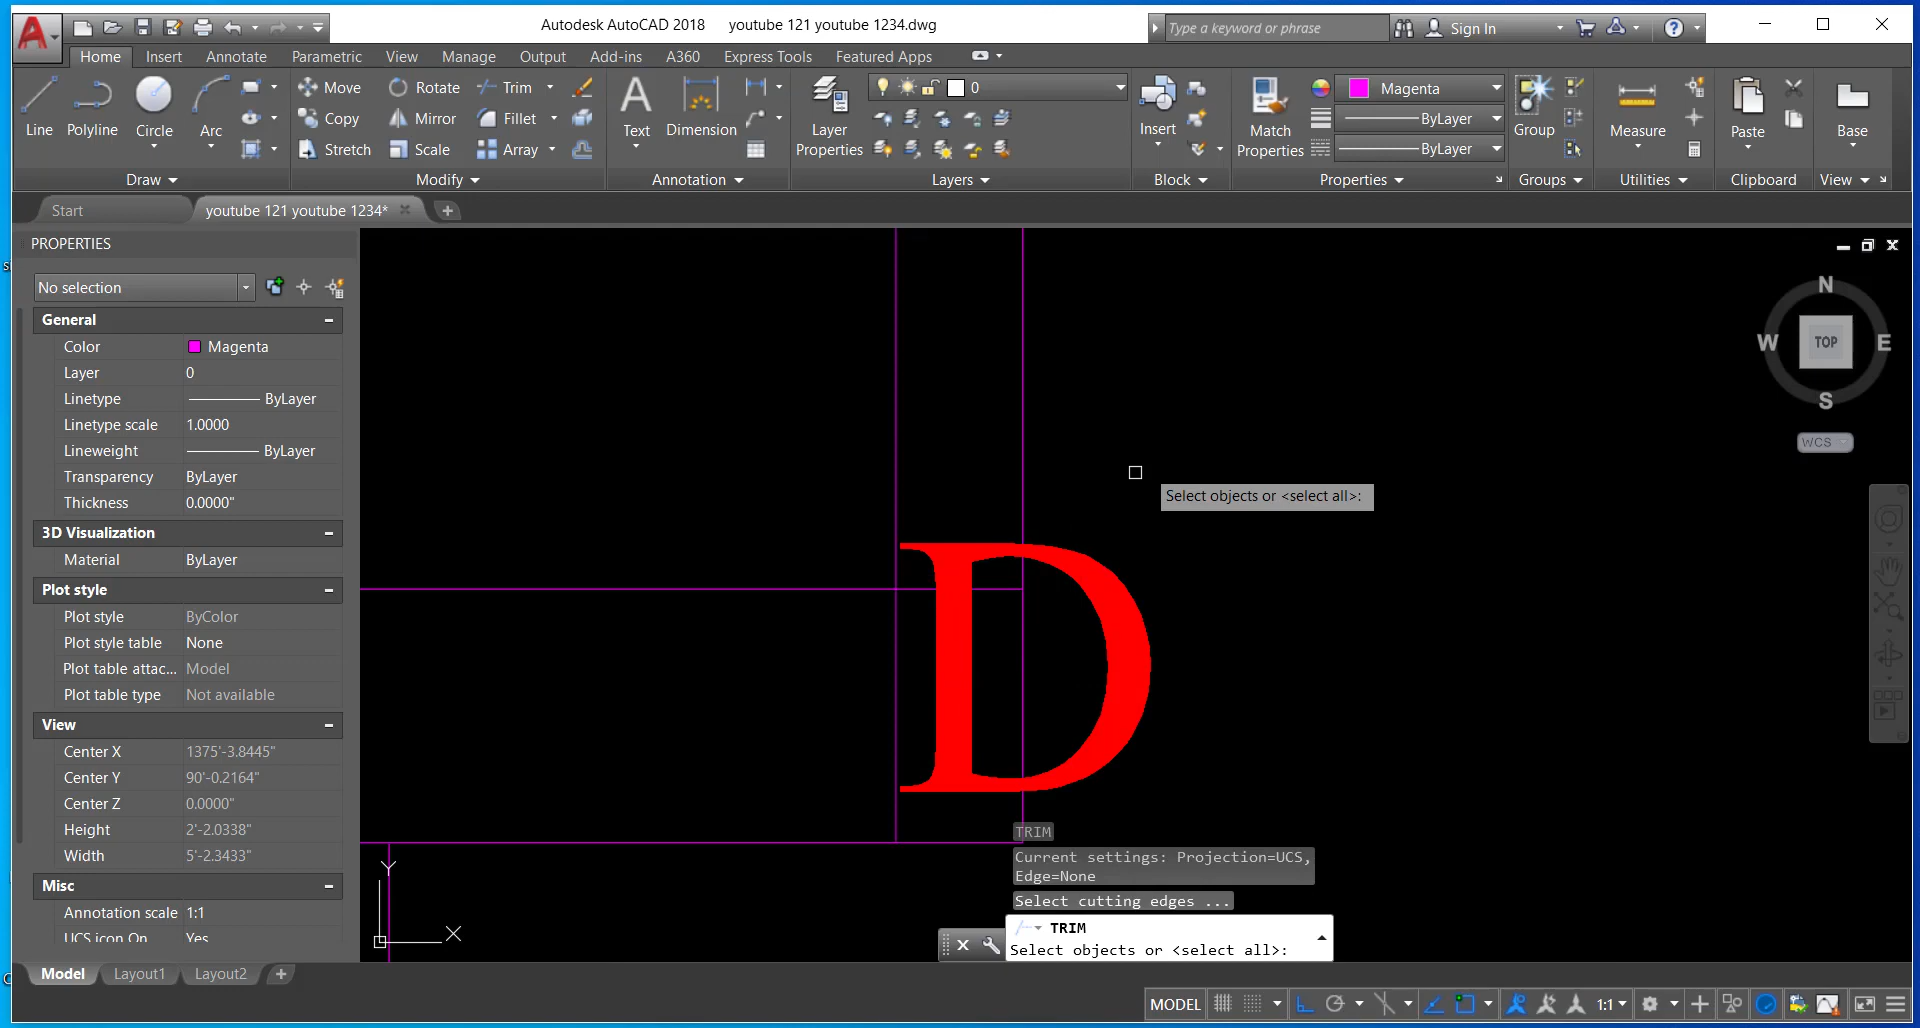 Autodesk AutoCAD 2018 youtube 121 youtube 1234.dwg
Type a keyword or phrase
Sign In
Home Insert Annotate Parametric View Manage Output Add-ins A360 Express Tools Featured Apps
Line Polyline Circle Arc
Draw
Move Rotate Trim
Copy Mirror Fillet
Stretch Scale Array
Modify
Text Dimension
Annotation
Layer
Properties
0
Layers
Insert
Block
Match
Properties
Magenta
ByLayer
ByLayer
Properties
Group
Groups
Measure
Utilities
Paste
Clipboard
Base
View
Start youtube 121 youtube 1234*
PROPERTIES
No selection
General
Color Magenta
Layer 0
Linetype ByLayer
Linetype scale 1.0000
Lineweight ByLayer
Transparency ByLayer
Thickness 0.0000"
3D Visualization
Material ByLayer
Plot style
Plot style ByColor
Plot style table None
Plot table attac... Model
Plot table type Not available
View
Center X 1375'-3.8445"
Center Y 90'-0.2164"
Center Z 0.0000"
Height 2'-2.0338"
Width 5'-2.3433"
Misc
Annotation scale 1:1
UCS icon On Yes
N
W TOP E
S
WCS
Select objects or <select all>:
D
Y
X
TRIM
Current settings: Projection=UCS,
Edge=None
Select cutting edges ...
TRIM
Select objects or <select all>:
Model Layout1 Layout2
MODEL 1:1